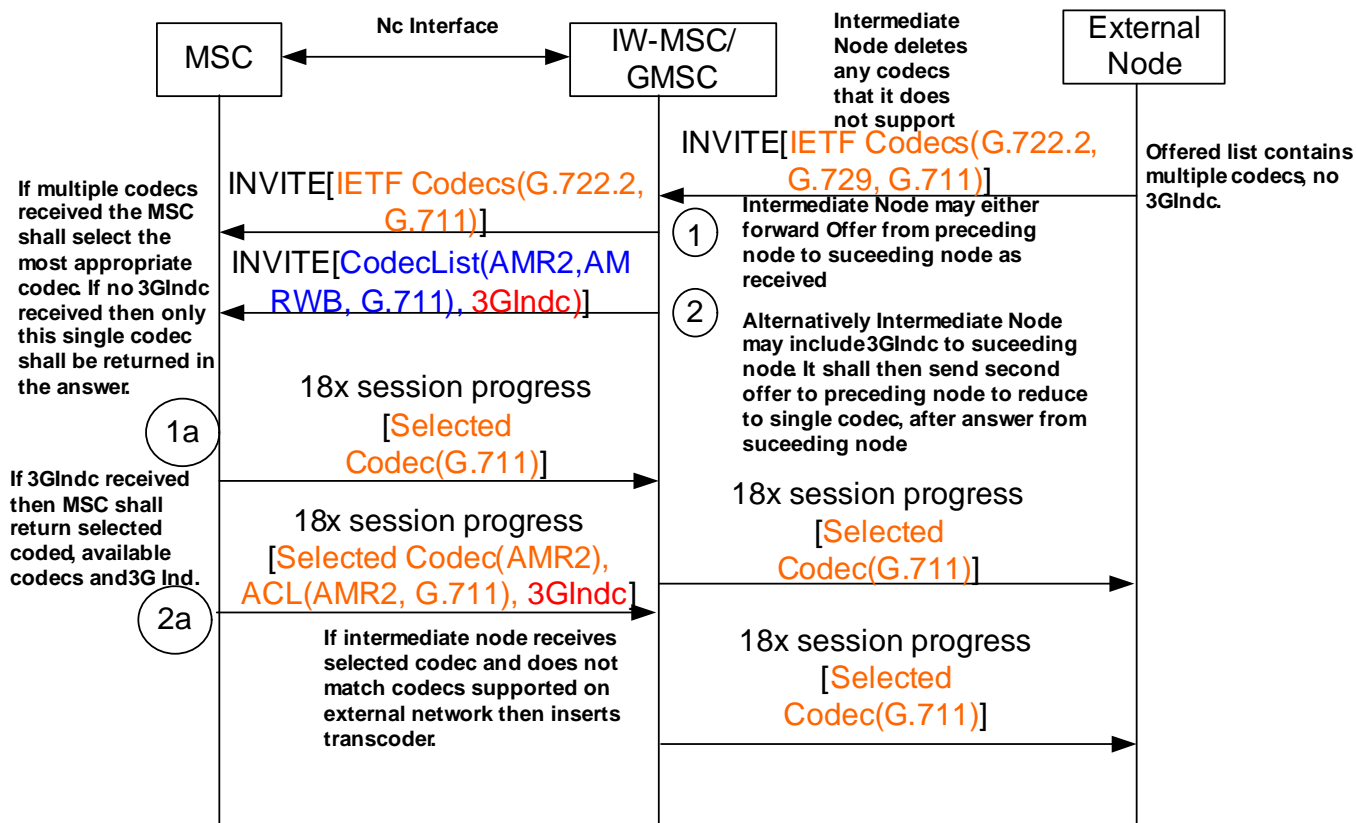 MSC
Nc Interface
IW-MSC/
GMSC
Intermediate
Node deletes
any codecs
that it does
not support
External
Node
INVITE[IETF Codecs(G.722.2,
G.729, G.711)]
Offered list contains
multiple codecs, no
3GIndc.
If multiple codecs
received the MSC
shall select the
most appropriate
codec. If no 3GIndc
received then only
this single codec
shall be returned in
the answer.
INVITE[IETF Codecs(G.722.2,
G.711)]
1
Intermediate Node may either
forward Offer from preceding
node to suceeding node as
received
INVITE[CodecList(AMR2,AM
RWB, G.711), 3GIndc)]
2
Alternatively Intermediate Node
may include 3GIndc to suceeding
node. It shall then send second
offer to preceding node to reduce
to single codec, after answer from
suceeding node
1a
18x session progress
[Selected
Codec(G.711)]
If 3GIndc received
then MSC shall
return selected
coded, available
codecs and 3G Ind.
2a
18x session progress
[Selected Codec(AMR2),
ACL(AMR2, G.711), 3GIndc]
18x session progress
[Selected
Codec(G.711)]
If intermediate node receives
selected codec and does not
match codecs supported on
external network then inserts
transcoder.
18x session progress
[Selected
Codec(G.711)]